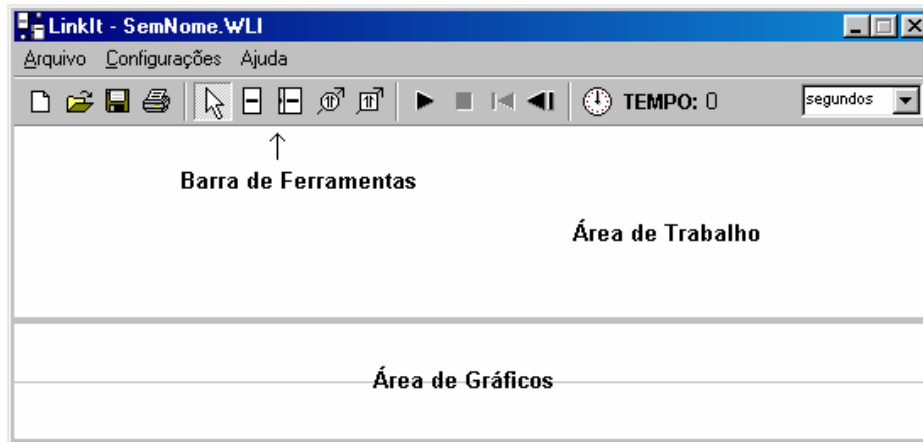 LinkIt - SemNome.WLI
Arquivo Configurações Ajuda
TEMPO: 0 segundos
Barra de Ferramentas
Área de Trabalho
Área de Gráficos